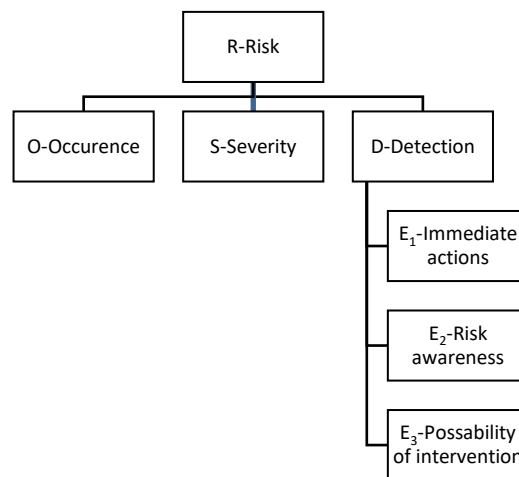 R-Risk
O-Occurence
S-Severity
D-Detection
E₁-Immediate
actions
E₂-Risk
awareness
E₃-Possability
of intervention